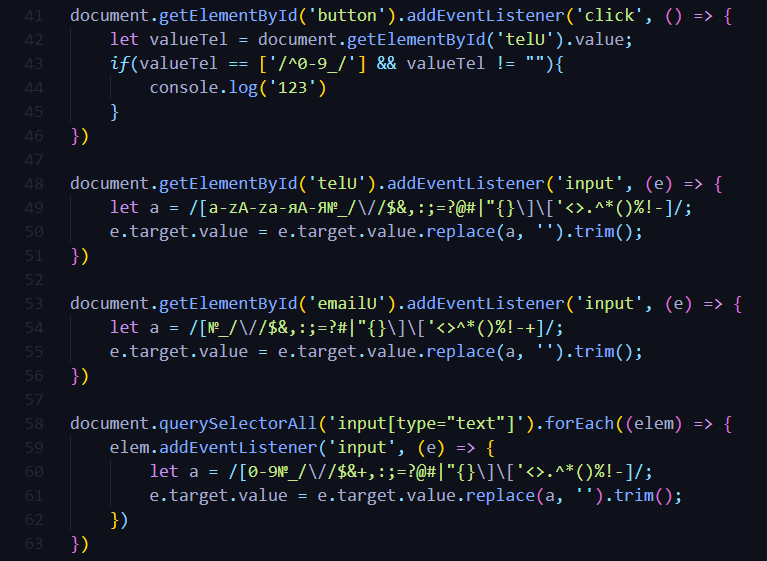 41 document.getElementById('button').addEventListener('click', () => {
42 let valueTel = document.getElementById('telU').value;
43 if(valueTel == ['/^0-9_/'] && valueTel != ""){
44 console.log('123')
45 }
46 })
47
48 document.getElementById('telU').addEventListener('input', (e) => {
49 let a = /[a-zA-Za-яА-Я№_/\//$&,:;=?@#|"{}\]\['<>.^*()%!-]/;
50 e.target.value = e.target.value.replace(a, '').trim();
51 })
52
53 document.getElementById('emailU').addEventListener('input', (e) => {
54 let a = /[№_/\//$&,:;=?#|"{}\]\['<>^*()%!-+]/;
55 e.target.value = e.target.value.replace(a, '').trim();
56 })
57
58 document.querySelectorAll('input[type="text"]').forEach((elem) => {
59 elem.addEventListener('input', (e) => {
60 let a = /[0-9№_/\//$&+,:;=?@#|"{}\]\['<>.^*()%!-]/;
61 e.target.value = e.target.value.replace(a, '').trim();
62 })
63 })